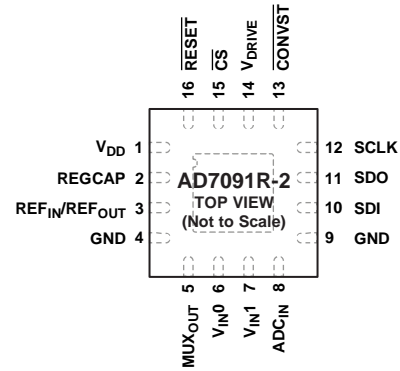 16 RESET
15 CS
14 VDRIVE
13 CONVST
VDD 1
REGCAP 2
REFIN/REFOUT 3
GND 4
AD7091R-2
TOP VIEW
(Not to Scale)
12 SCLK
11 SDO
10 SDI
9 GND
MUXOUT 5
VIN0 6
VIN1 7
ADCIN 8